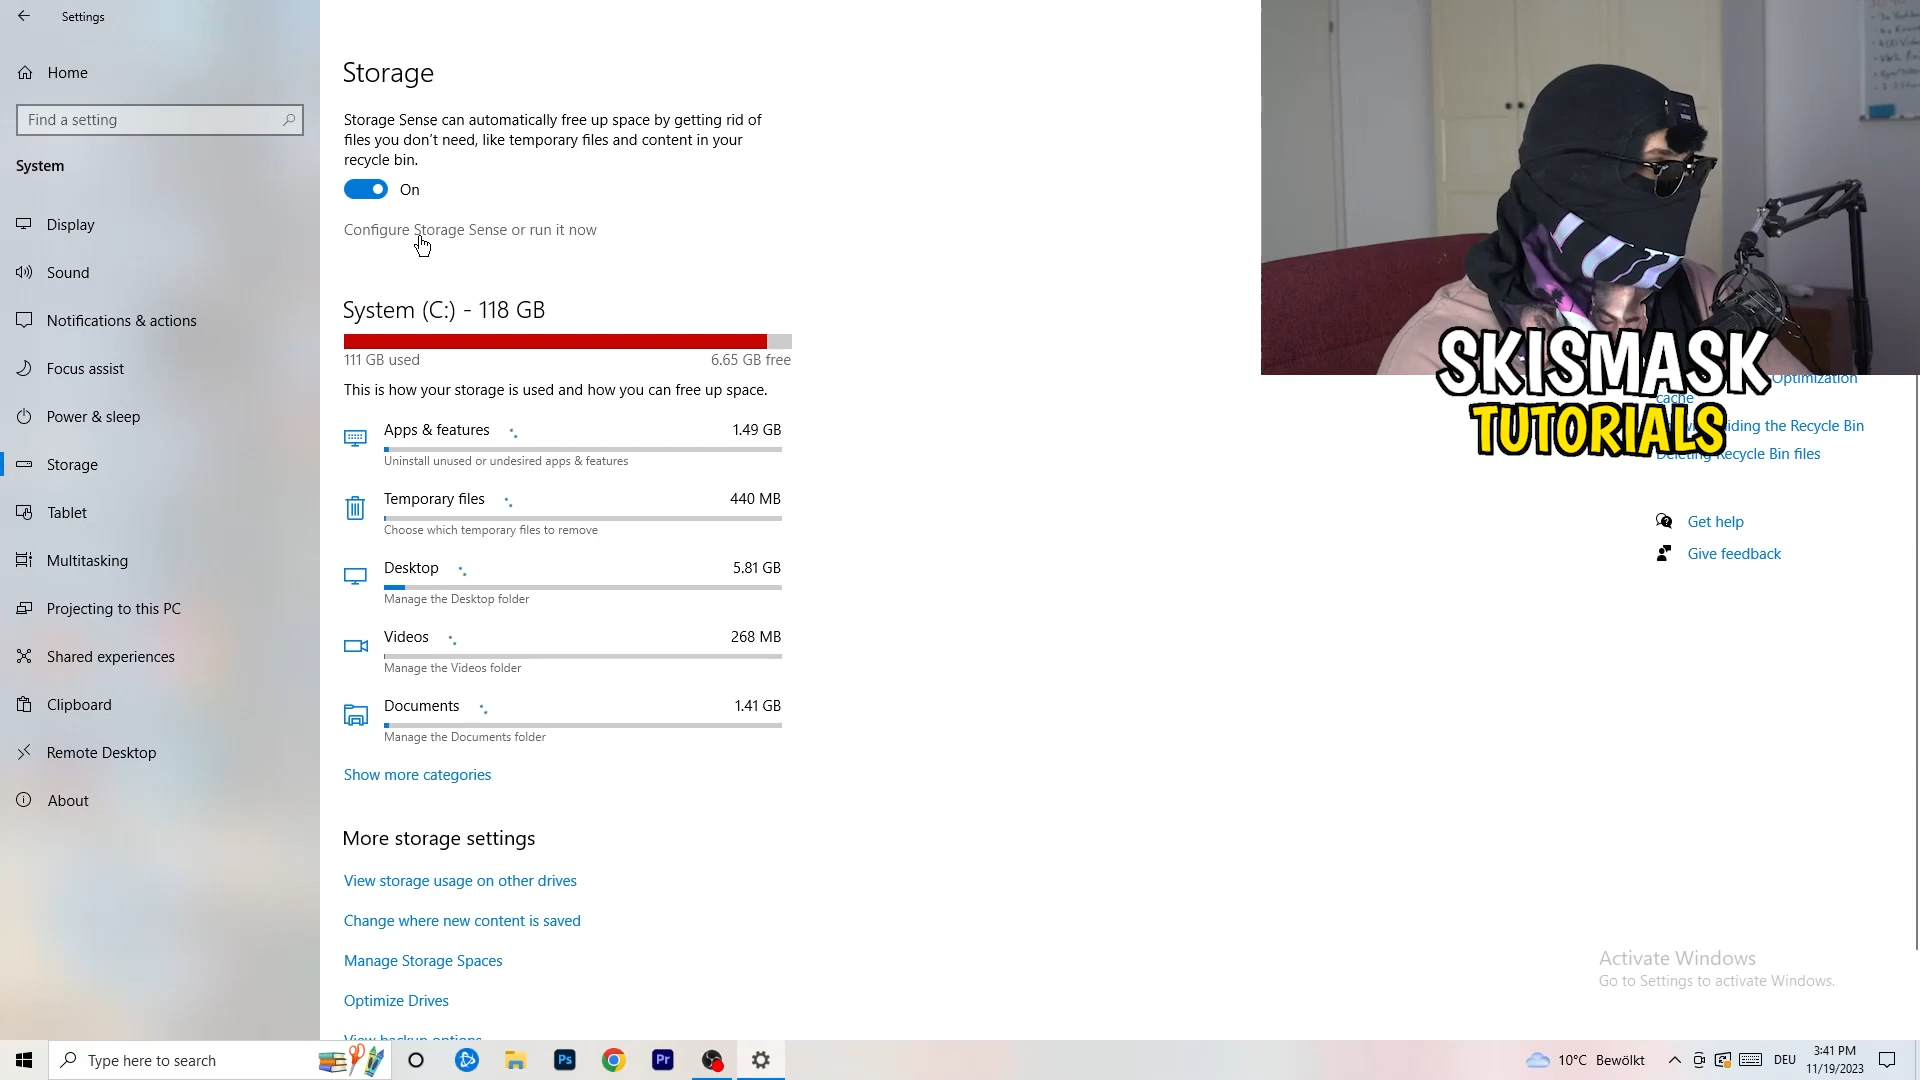 Settings
Home
Find a setting
System
Display
Sound
Notifications & actions
Focus assist
Power & sleep
Storage
Tablet
Multitasking
Projecting to this PC
Shared experiences
Clipboard
Remote Desktop
About
Storage
Storage Sense can automatically free up space by getting rid of
files you don't need, like temporary files and content in your
recycle bin.
On
Configure Storage Sense or run it now
System (C:) - 118 GB
111 GB used
6.65 GB free
This is how your storage is used and how you can free up space.
Apps & features
1.49 GB
Uninstall unused or undesired apps & features
Temporary files
440 MB
Choose which temporary files to remove
Desktop
5.81 GB
Manage the Desktop folder
Videos
268 MB
Manage the Videos folder
Documents
1.41 GB
Manage the Documents folder
Show more categories
More storage settings
View storage usage on other drives
Change where new content is saved
Manage Storage Spaces
Optimize Drives
View backup options
SKISMASK
TUTORIALS
Optimization
cache
the Recycle Bin
Recycle Bin files
Get help
Give feedback
Activate Windows
Go to Settings to activate Windows.
Type here to search
Ps
Pr
10°C Bewölkt
DEU
3:41 PM
11/19/2023